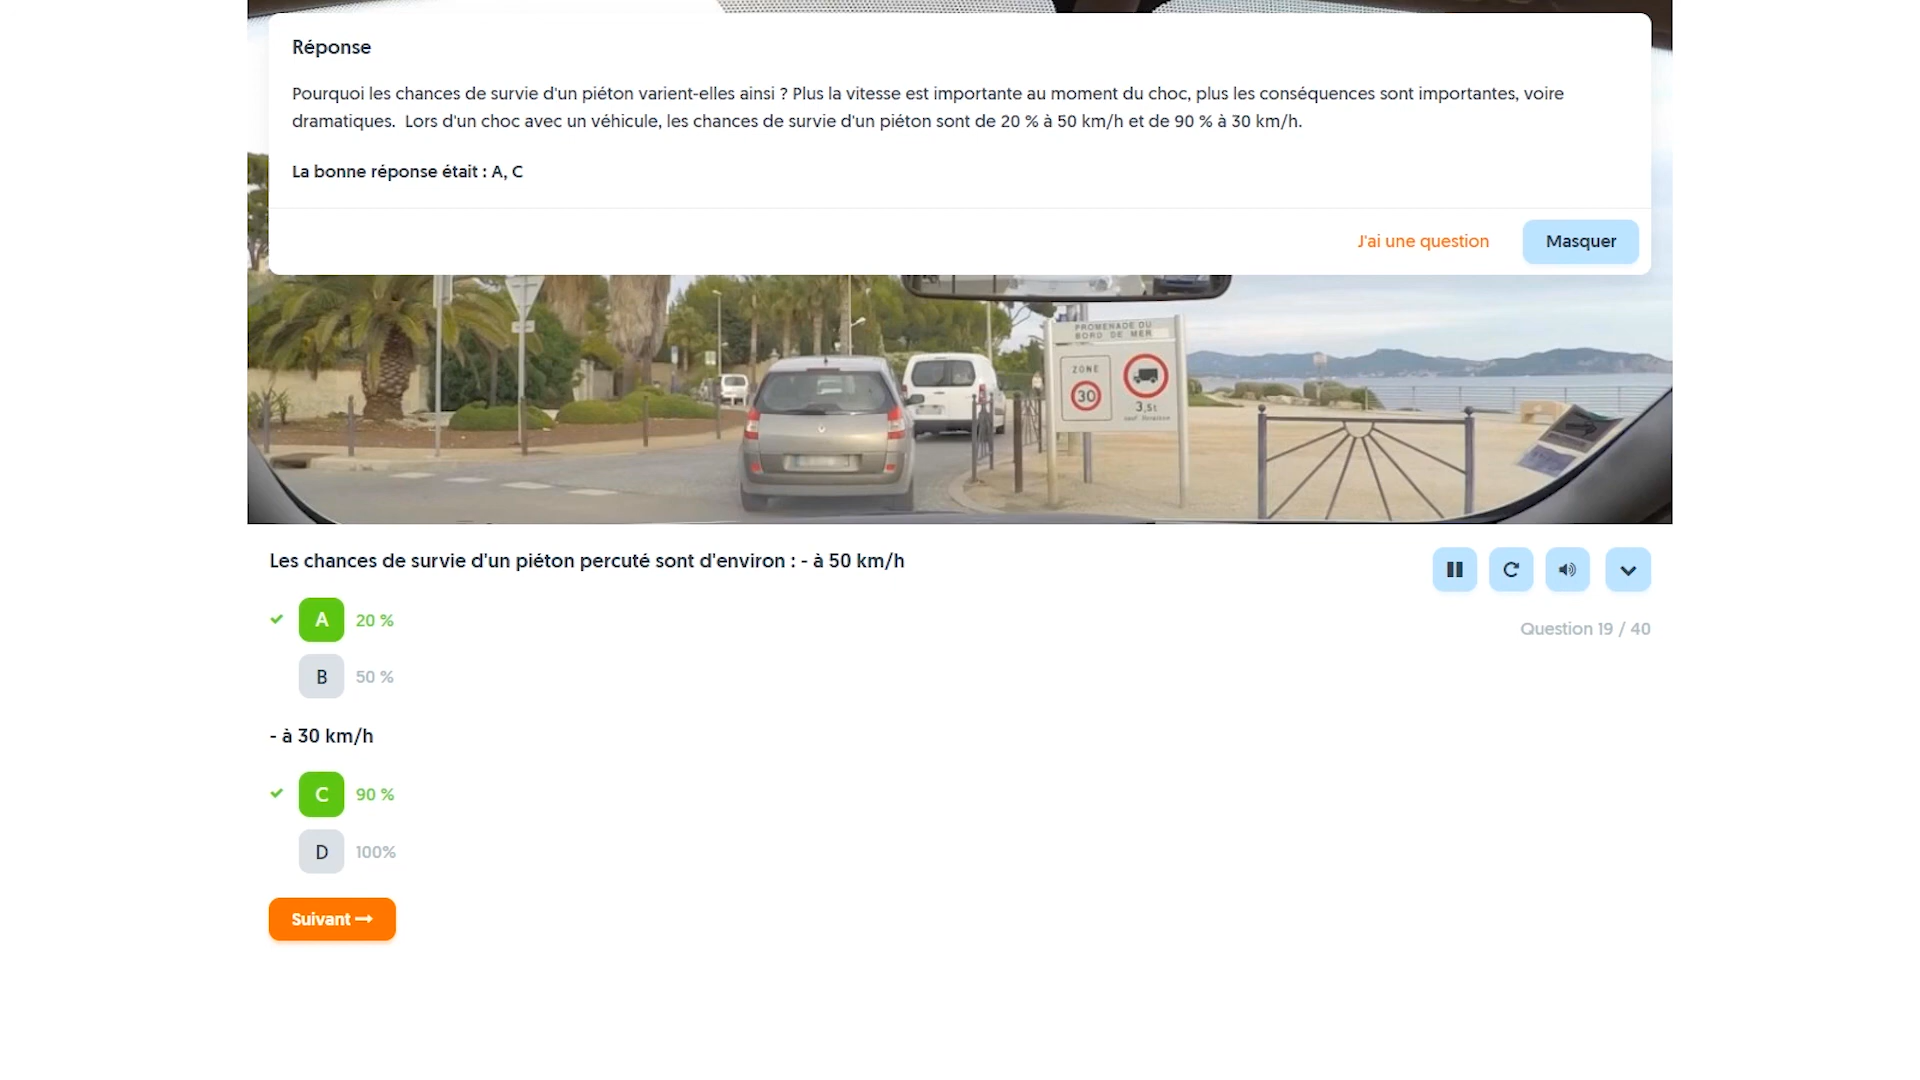 Réponse
Pourquoi les chances de survie d'un piéton varient-elles ainsi ? Plus la vitesse est importante au moment du choc, plus les conséquences sont importantes, voire
dramatiques.  Lors d'un choc avec un véhicule, les chances de survie d'un piéton sont de 20 % à 50 km/h et de 90 % à 30 km/h.
La bonne réponse était : A, C
J'ai une question
Masquer
PROMENADE DU
BORD DE MER
ZONE
30
3,5t
sauf livraison
Les chances de survie d'un piéton percuté sont d'environ : - à 50 km/h
A 20 %
Question 19 / 40
B 50 %
- à 30 km/h
C 90 %
D 100%
Suivant →